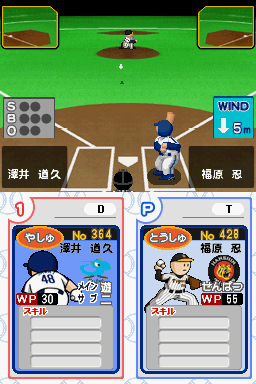 S
B
O
WIND
↓5m
澤井 道久
福原 忍
1
D
やしゅ
No 364
澤井 道久
48
メイン 遊
サブ 二
WP 30
スキル
P
T
とうしゅ
No 428
福原 忍
HANSHIN
Tigers
せんぱつ
WP 55
スキル